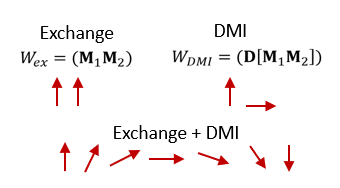 Exchange DMI
W_ex = (M₁M₂) W_DMI = (D[M₁M₂])
Exchange + DMI